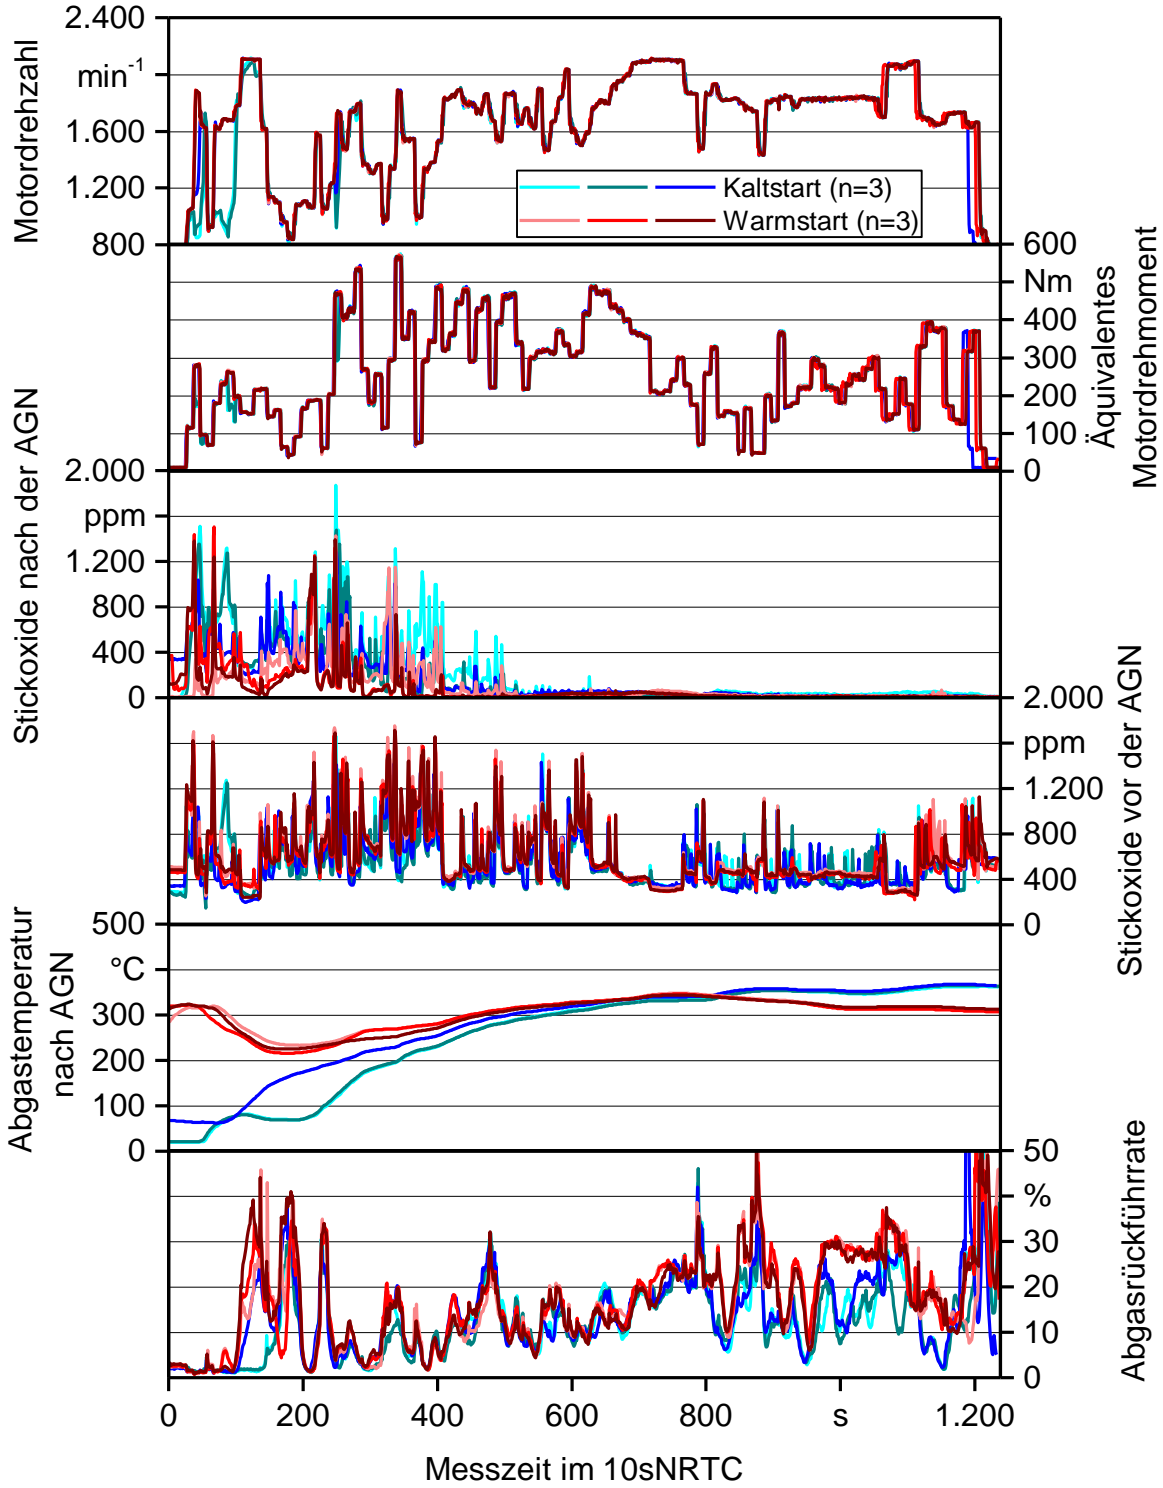 Motordrehzahl
2.400
min-1
1.600
1.200
800
Kaltstart (n=3)
Warmstart (n=3)
600
Nm
400
300
200
100
0
Äquivalentes
Motordrehmoment
Stickoxide nach der AGN
2.000
ppm
1.200
800
400
0
2.000
ppm
1.200
800
400
0
Stickoxide vor der AGN
Abgastemperatur
nach AGN
500
°C
300
200
100
0
50
%
30
20
10
0
Abgasrückführrate
0
200
400
600
800
s
1.200
Messzeit im 10sNRTC